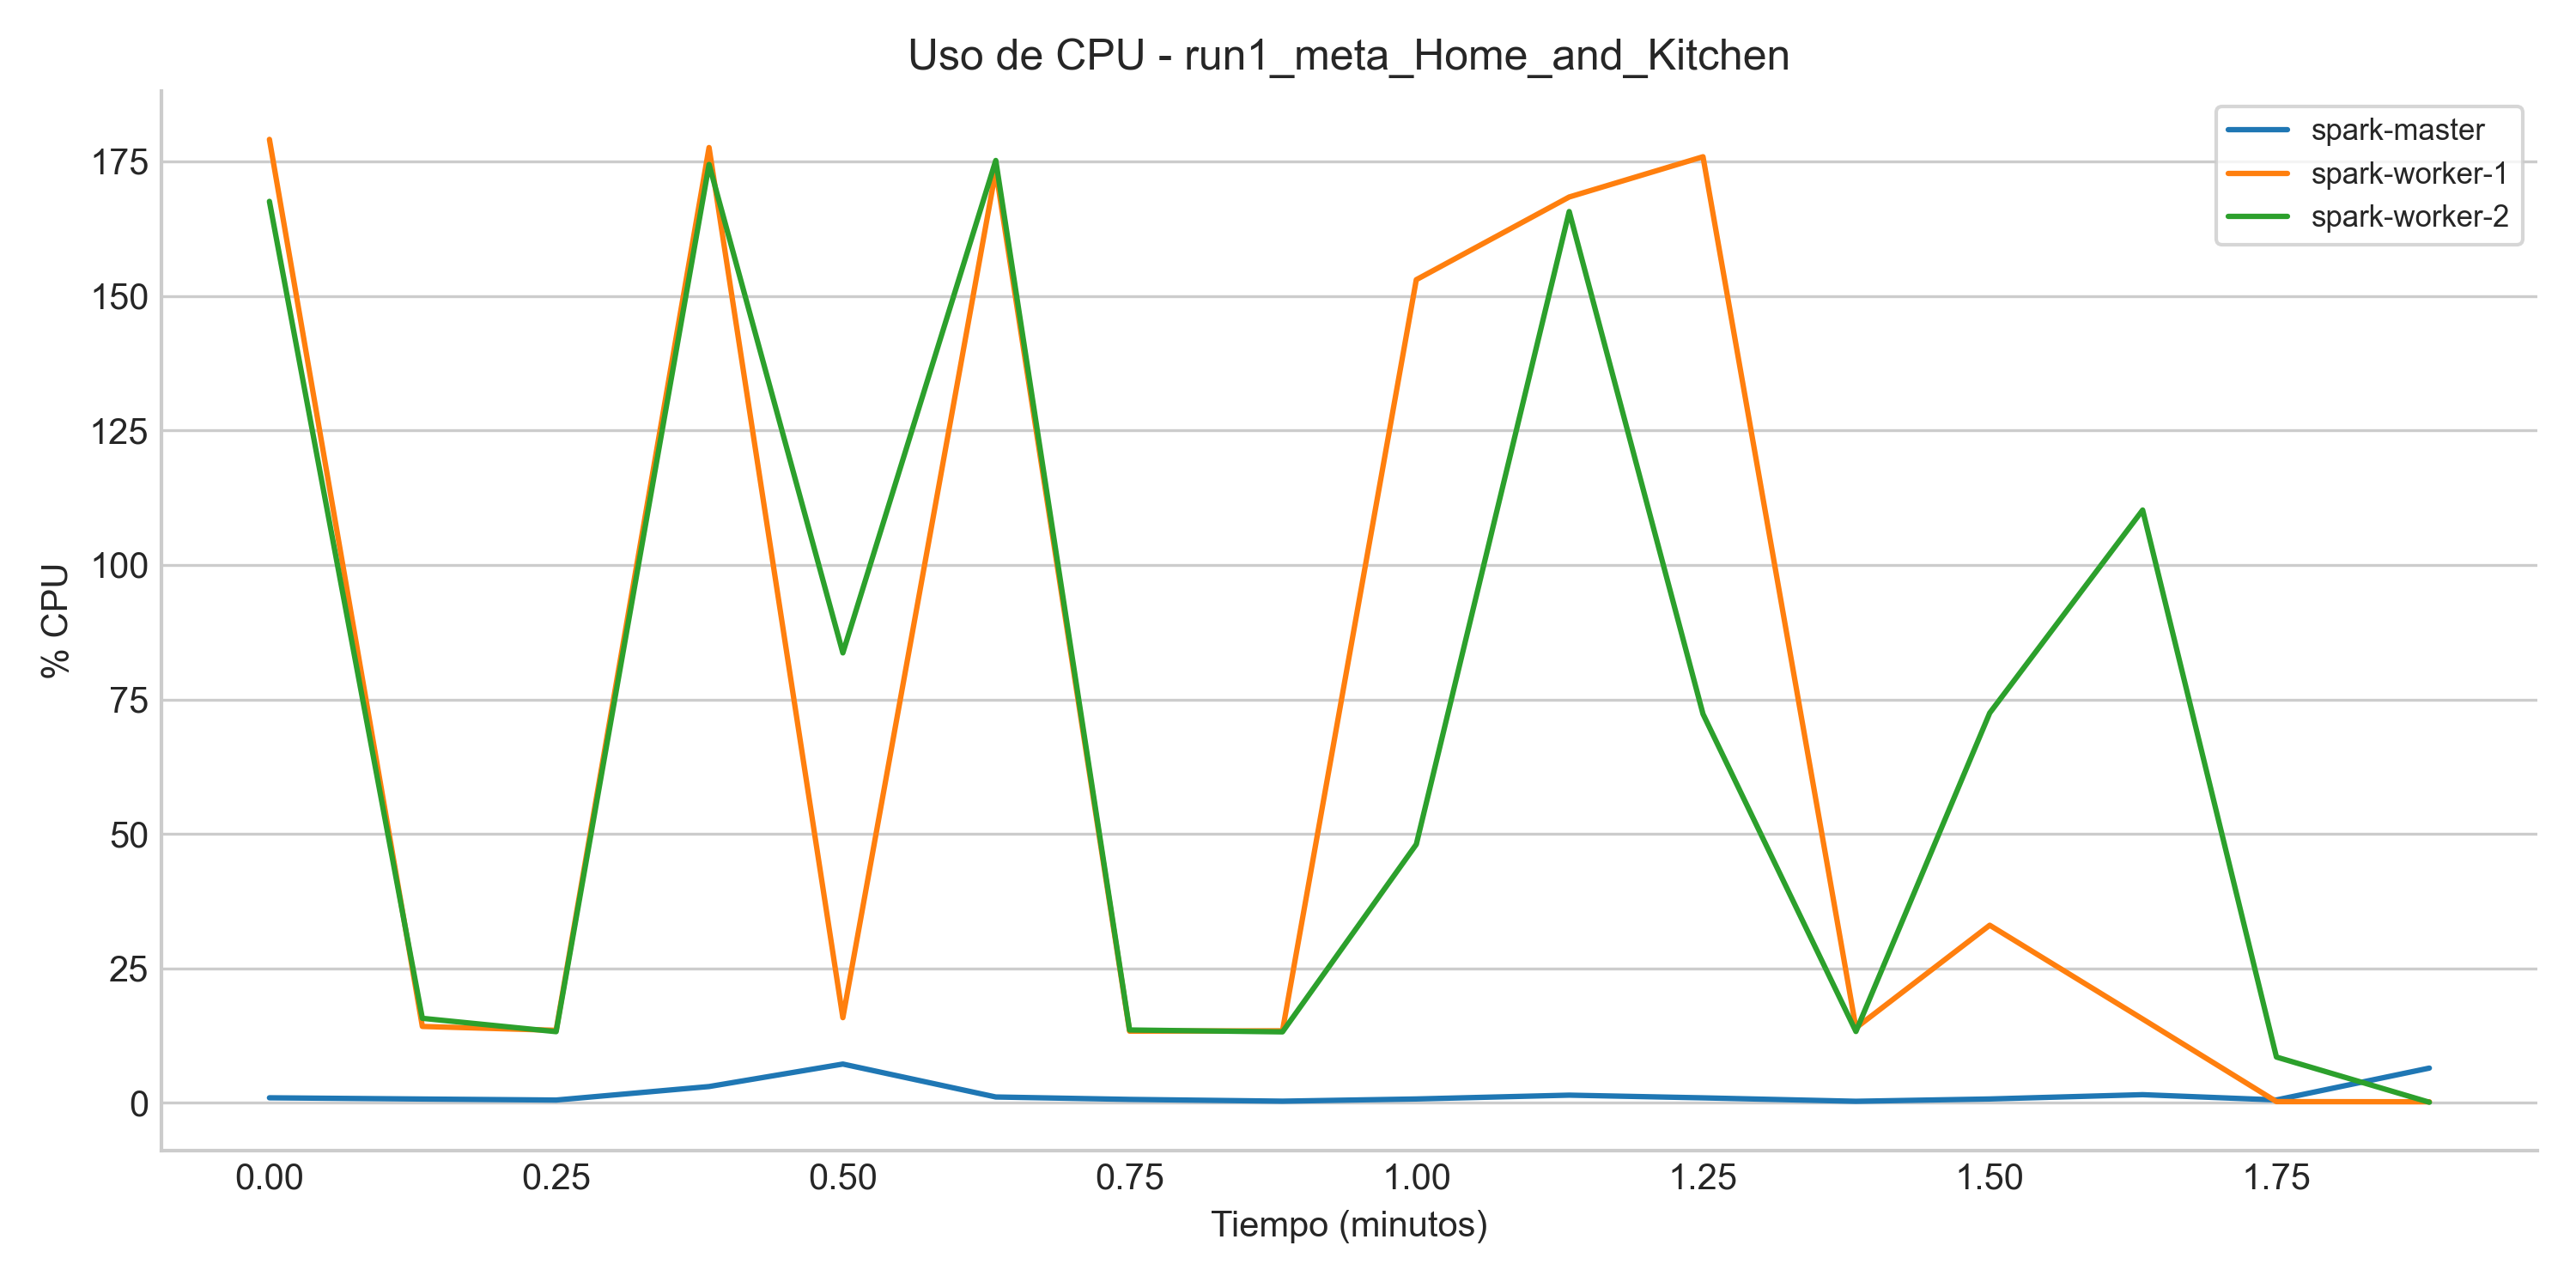 Uso de CPU - run1_meta_Home_and_Kitchen
spark-master
spark-worker-1
spark-worker-2
% CPU
175
150
125
100
75
50
25
0
0.00 0.25 0.50 0.75 1.00 1.25 1.50 1.75
Tiempo (minutos)